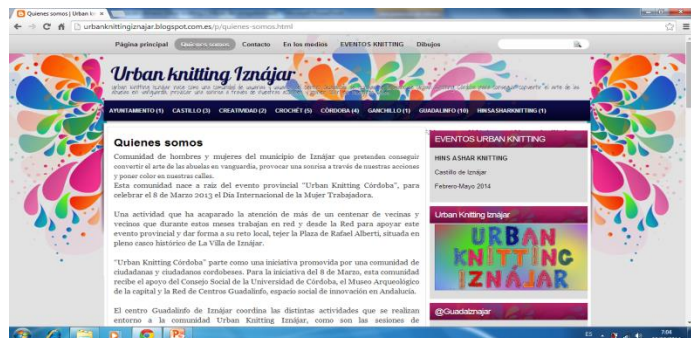 Quienes somos | Urban k
urbanknittingiznajar.blogspot.com.es/p/quienes-somos.html
Página principal Quienes somos Contacto En los medios EVENTOS KNITTING Dibujos
Urban knitting Iznájar
AYUNTAMENTO (1) CASTILLO (3) CREATIVIDAD (2) CROCHÉT (5) CÓRDOBA (4) GANCHILLO (1) GUADALINFO (10) HINSASHARKNITTING (1)
Quienes somos
Comunidad de hombres y mujeres del municipio de Iznájar que pretenden conseguir
convertir el arte de las abuelas en vanguardia, provocar una sonrisa a través de nuestras acciones
y poner color en nuestras calles.
Esta comunidad nace a raiz del evento provincial "Urban Knitting Córdoba", para
celebrar el 8 de Marzo 2013 el Día Internacional de la Mujer Trabajadora.
Una actividad que ha acaparado la atención de más de un centenar de vecinas y
vecinos que durante estos meses trabajan en red y desde la Red para apoyar este
evento provincial y dar forma a su reto local, tejer la Plaza de Rafael Alberti, situada en
pleno casco histórico de La Villa de Iznájar.
"Urban Knitting Córdoba" parte como una iniciativa promovida por una comunidad de
ciudadanas y ciudadanos cordobeses. Para la iniciativa del 8 de Marzo, esta comunidad
recibe el apoyo del Consejo Social de la Universidad de Córdoba, el Museo Arqueológico
de la capital y la Red de Centros Guadalinfo, espacio social de innovación en Andalucía.
El centro Guadalinfo de Iznájar coordina las distintas actividades que se realizan
entorno a la comunidad Urban Knitting Iznájar, como son las sesiones de
EVENTOS URBAN KNITTING
HINS ASHAR KNITTING
Castillo de Iznájar
Febrero-Mayo 2014
Urban Knitting Iznájar
URBAN
KNITTING
IZNÁJAR
@GuadaIznajar
ES
7:04